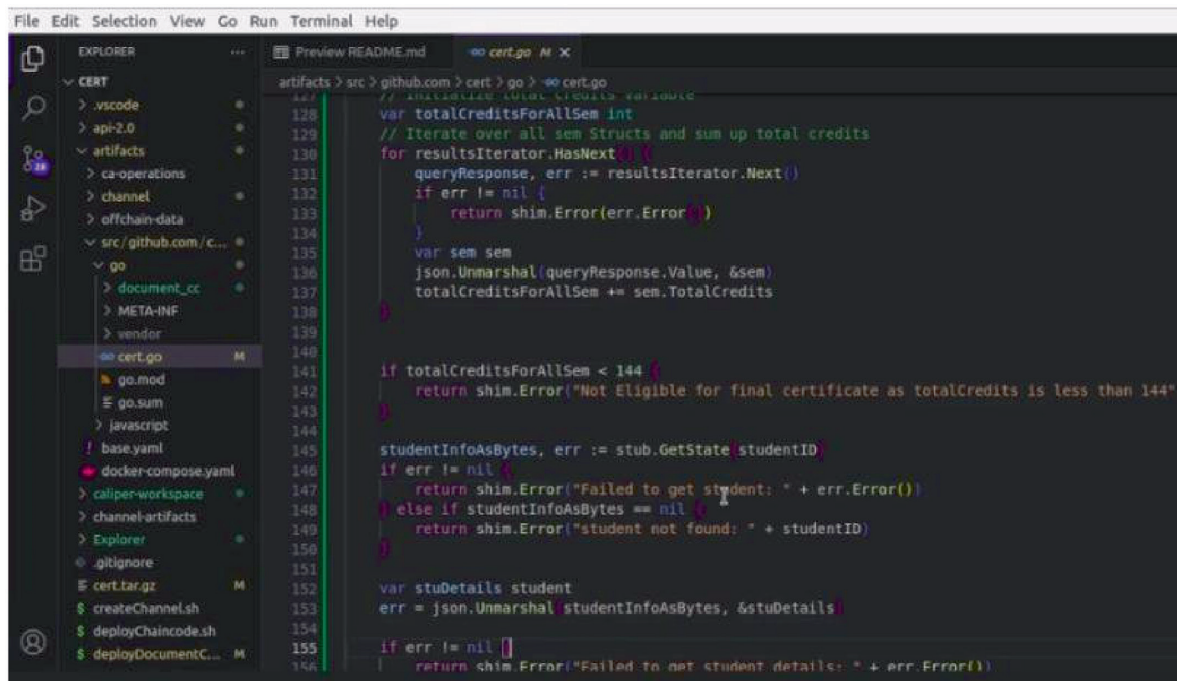 File Edit Selection View Go Run Terminal Help
EXPLORER ...
CERT
.vscode
api-2.0
artifacts
ca-operations
channel
offchain-data
src/github.com/c...
go
document_cc
META-INF
vendor
cert.go M
go.mod
go.sum
javascript
base.yaml
docker-compose.yaml
caliper-workspace
channel-artifacts
Explorer
.gitignore
cert.tar.gz M
$ createChannel.sh
$ deployChaincode.sh
$ deployDocumentC... M
Preview README.md cert.go M ×
artifacts > src > github.com > cert > go > cert.go
127 // Initialize total credits variable
128 var totalCreditsForAllSem int
129 // Iterate over all sem Structs and sum up total credits
130 for resultsIterator.HasNext() {
131 queryResponse, err := resultsIterator.Next()
132 if err != nil {
133 return shim.Error(err.Error())
134 }
135 var sem sem
136 json.Unmarshal(queryResponse.Value, &sem)
137 totalCreditsForAllSem += sem.TotalCredits
138 }
139
140
141 if totalCreditsForAllSem < 144 {
142 return shim.Error("Not Eligible for final certificate as totalCredits is less than 144"
143 }
144
145 studentInfoAsBytes, err := stub.GetState(studentID)
146 if err != nil {
147 return shim.Error("Failed to get student: " + err.Error())
148 } else if studentInfoAsBytes == nil {
149 return shim.Error("student not found: " + studentID)
150 }
151
152 var stuDetails student
153 err = json.Unmarshal(studentInfoAsBytes, &stuDetails)
154
155 if err != nil {
156 return shim.Error("Failed to get student details: " + err.Error())